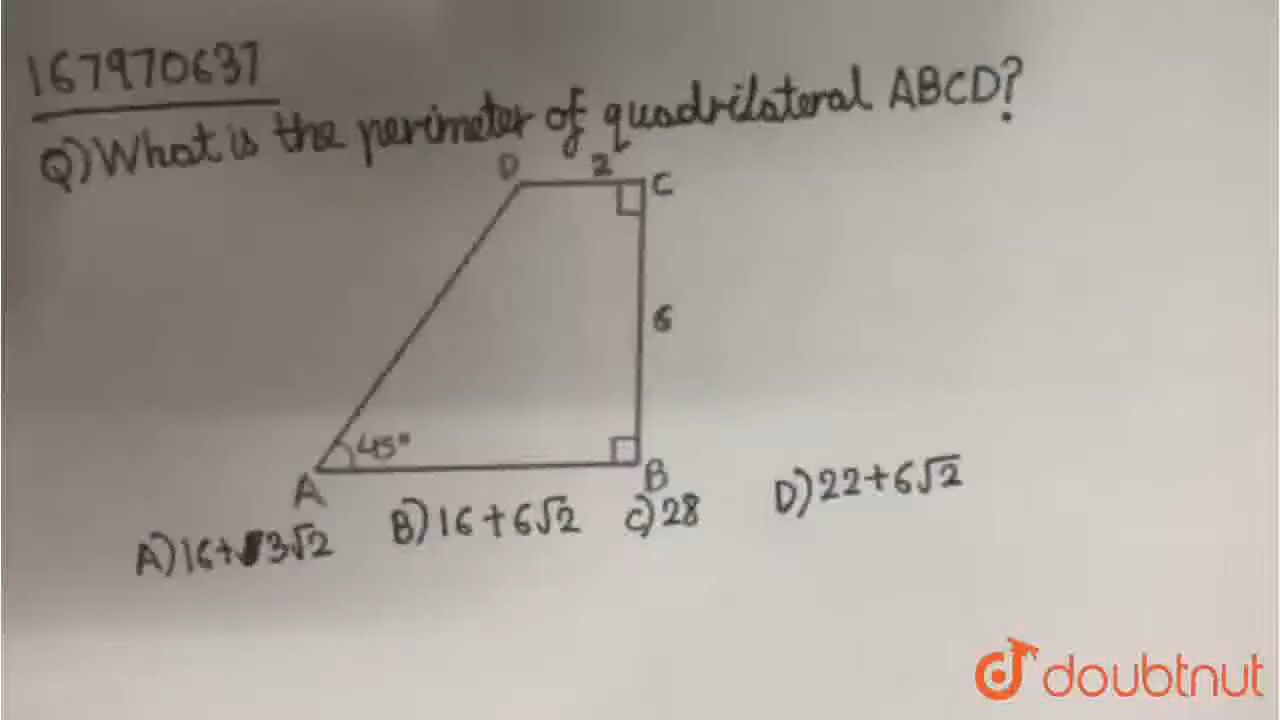 167970637
Q) What is the perimeter of quadrilateral ABCD?
D 2 C
6
45°
A B
A) 16+3√2 B) 16+6√2 C) 28 D) 22+6√2
doubtnut